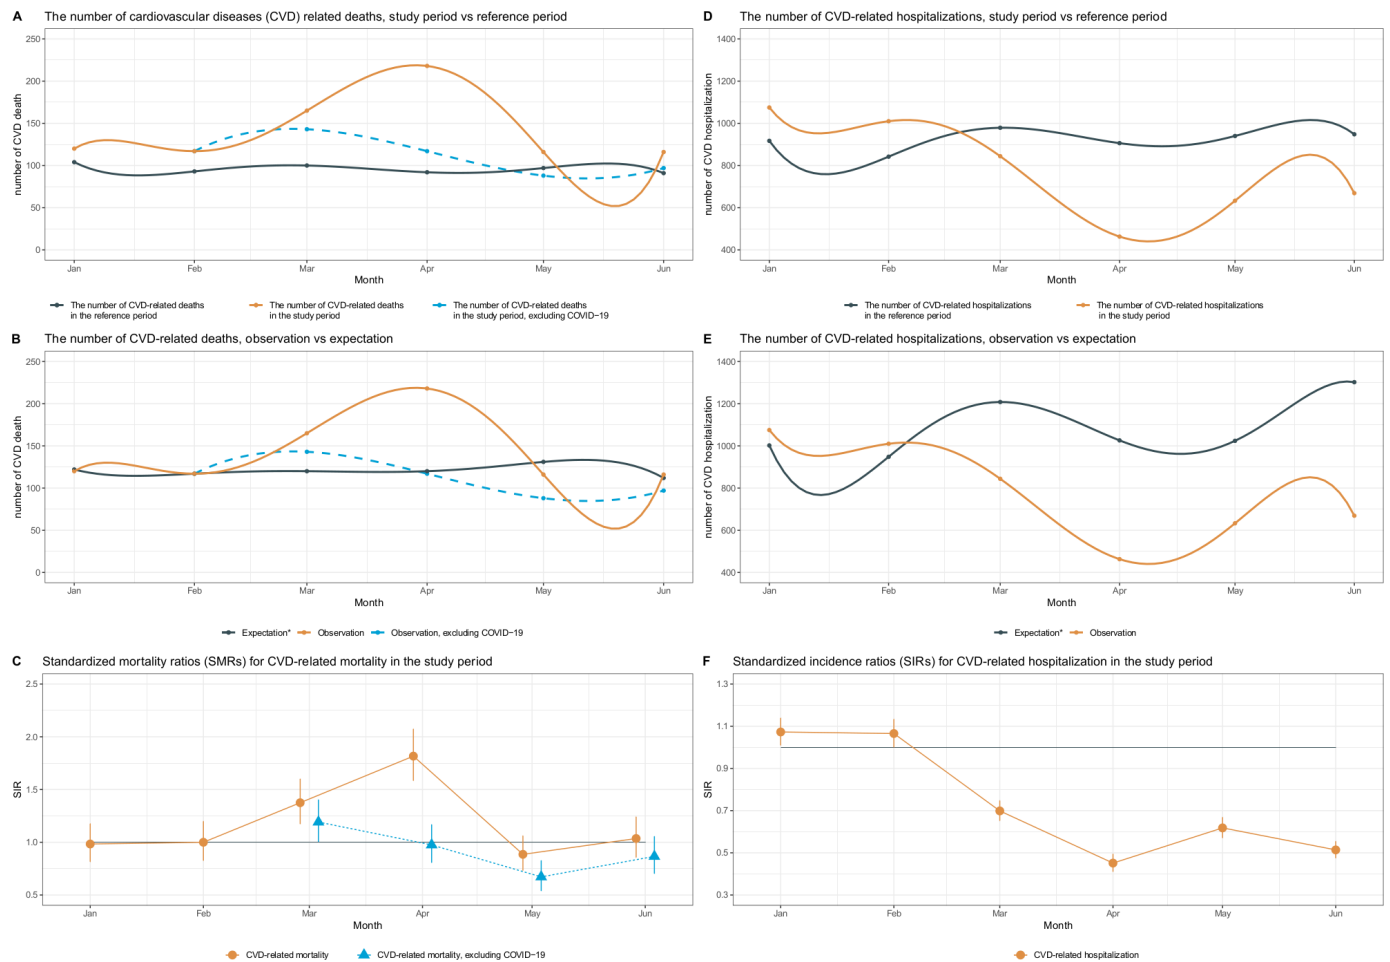 A The number of cardiovascular diseases (CVD) related deaths, study period vs reference period
number of CVD death
250
200
150
100
50
0
Jan Feb Mar Apr May Jun
Month
The number of CVD-related deaths in the reference period
The number of CVD-related deaths in the study period
The number of CVD-related deaths in the study period, excluding COVID−19
D The number of CVD-related hospitalizations, study period vs reference period
number of CVD hospitalization
1400
1200
1000
800
600
400
Jan Feb Mar Apr May Jun
Month
The number of CVD-related hospitalizations in the reference period
The number of CVD-related hospitalizations in the study period
B The number of CVD-related deaths, observation vs expectation
number of CVD death
250
200
150
100
50
0
Jan Feb Mar Apr May Jun
Month
Expectation* Observation Observation, excluding COVID−19
E The number of CVD-related hospitalizations, observation vs expectation
number of CVD hospitalization
1400
1200
1000
800
600
400
Jan Feb Mar Apr May Jun
Month
Expectation* Observation
C Standardized mortality ratios (SMRs) for CVD-related mortality in the study period
SIR
2.5
2.0
1.5
1.0
0.5
Jan Feb Mar Apr May Jun
Month
CVD-related mortality CVD-related mortality, excluding COVID−19
F Standardized incidence ratios (SIRs) for CVD-related hospitalization in the study period
SIR
1.3
1.1
0.9
0.7
0.5
0.3
Jan Feb Mar Apr May Jun
Month
CVD-related hospitalization